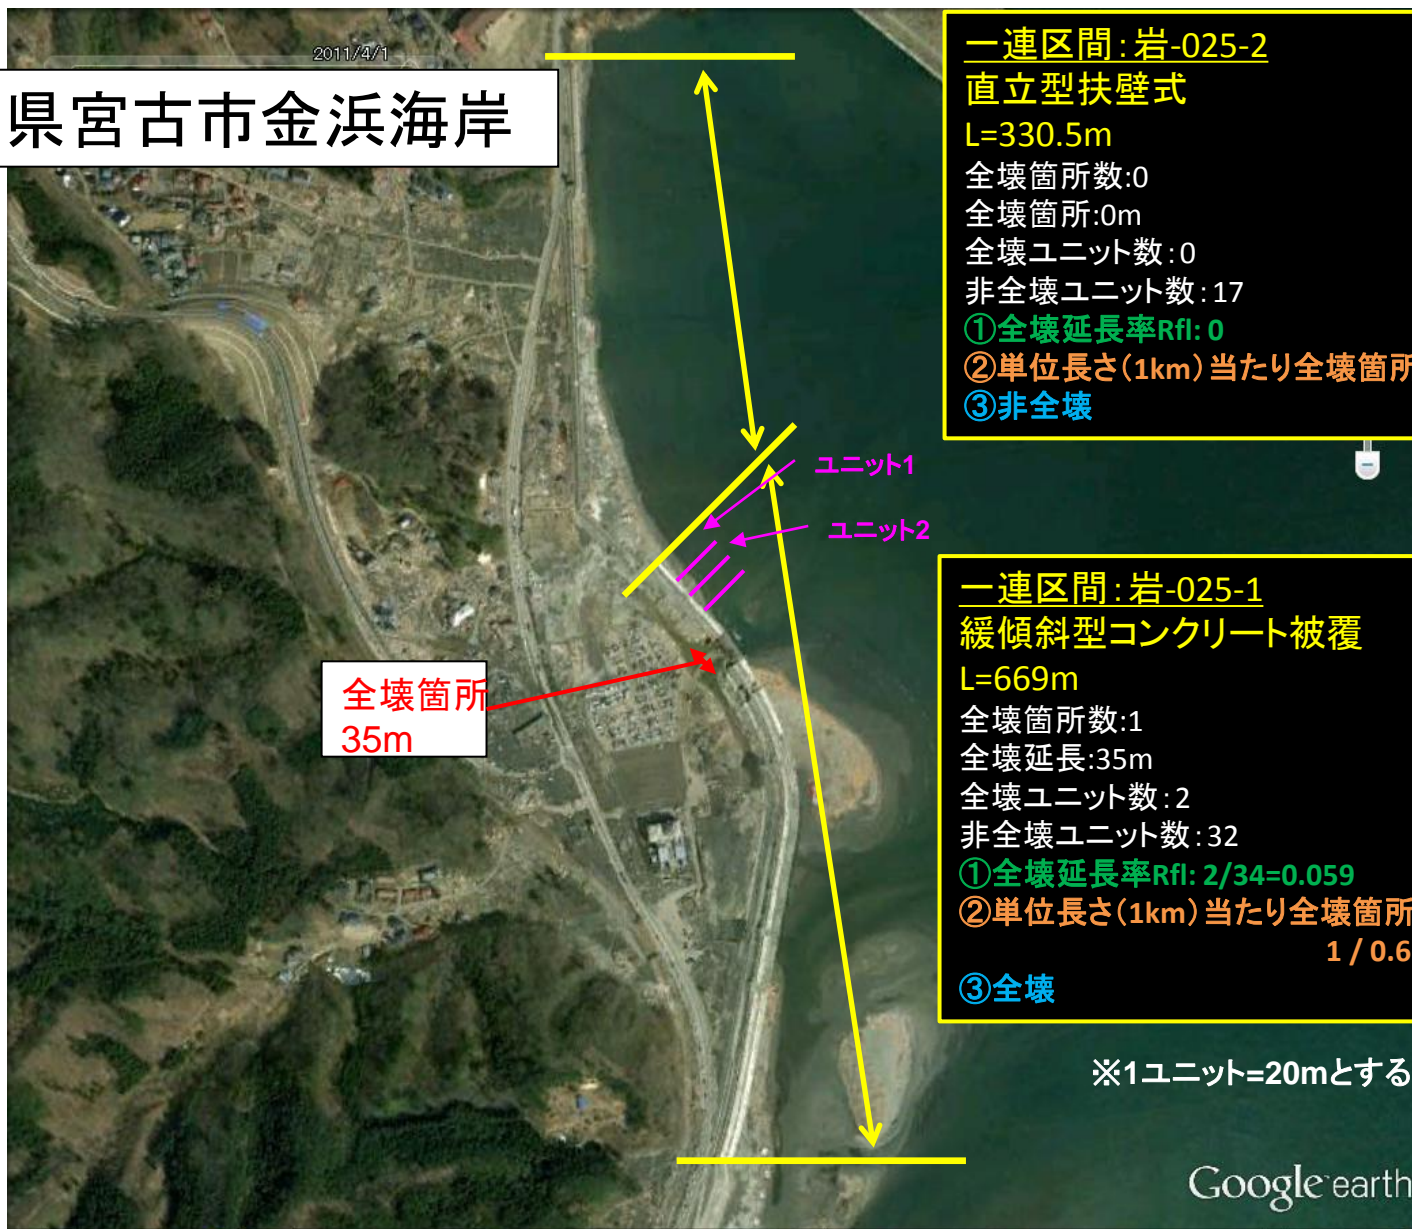 2011/4/1
県宮古市金浜海岸
一連区間：岩-025-2
直立型扶壁式
L=330.5m
全壊箇所数:0
全壊箇所:0m
全壊ユニット数：0
非全壊ユニット数：17
①全壊延長率Rfl: 0
②単位長さ（1km）当たり全壊箇所
③非全壊
ユニット1
ユニット2
全壊箇所
35m
一連区間：岩-025-1
緩傾斜型コンクリート被覆
L=669m
全壊箇所数:1
全壊延長:35m
全壊ユニット数：2
非全壊ユニット数：32
①全壊延長率Rfl: 2/34=0.059
②単位長さ（1km）当たり全壊箇所
1 / 0.6
③全壊
※1ユニット=20mとする
Google earth